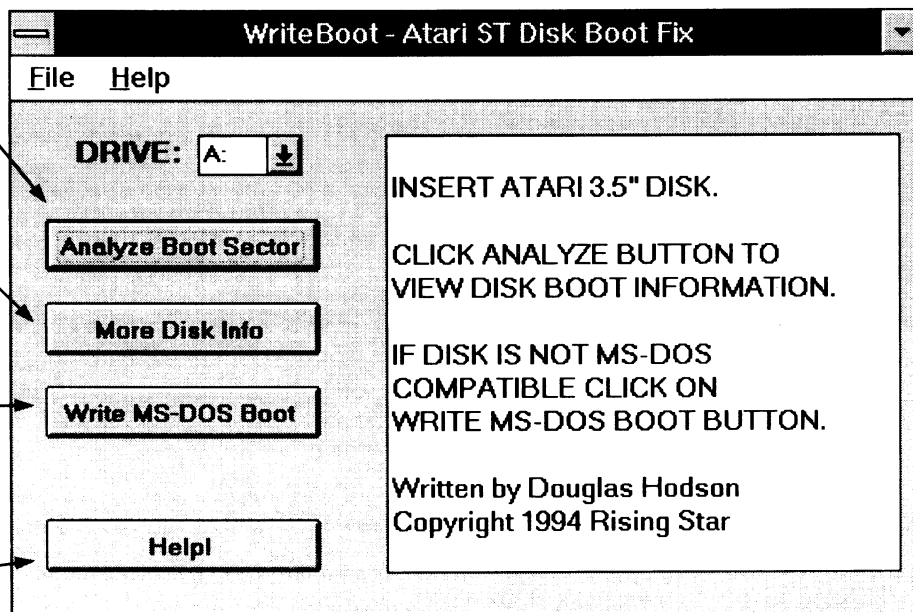 WriteBoot - Atari ST Disk Boot Fix
File Help
DRIVE: A:
Analyze Boot Sector
More Disk Info
Write MS-DOS Boot
Help!
INSERT ATARI 3.5" DISK.
CLICK ANALYZE BUTTON TO
VIEW DISK BOOT INFORMATION.
IF DISK IS NOT MS-DOS
COMPATIBLE CLICK ON
WRITE MS-DOS BOOT BUTTON.
Written by Douglas Hodson
Copyright 1994 Rising Star